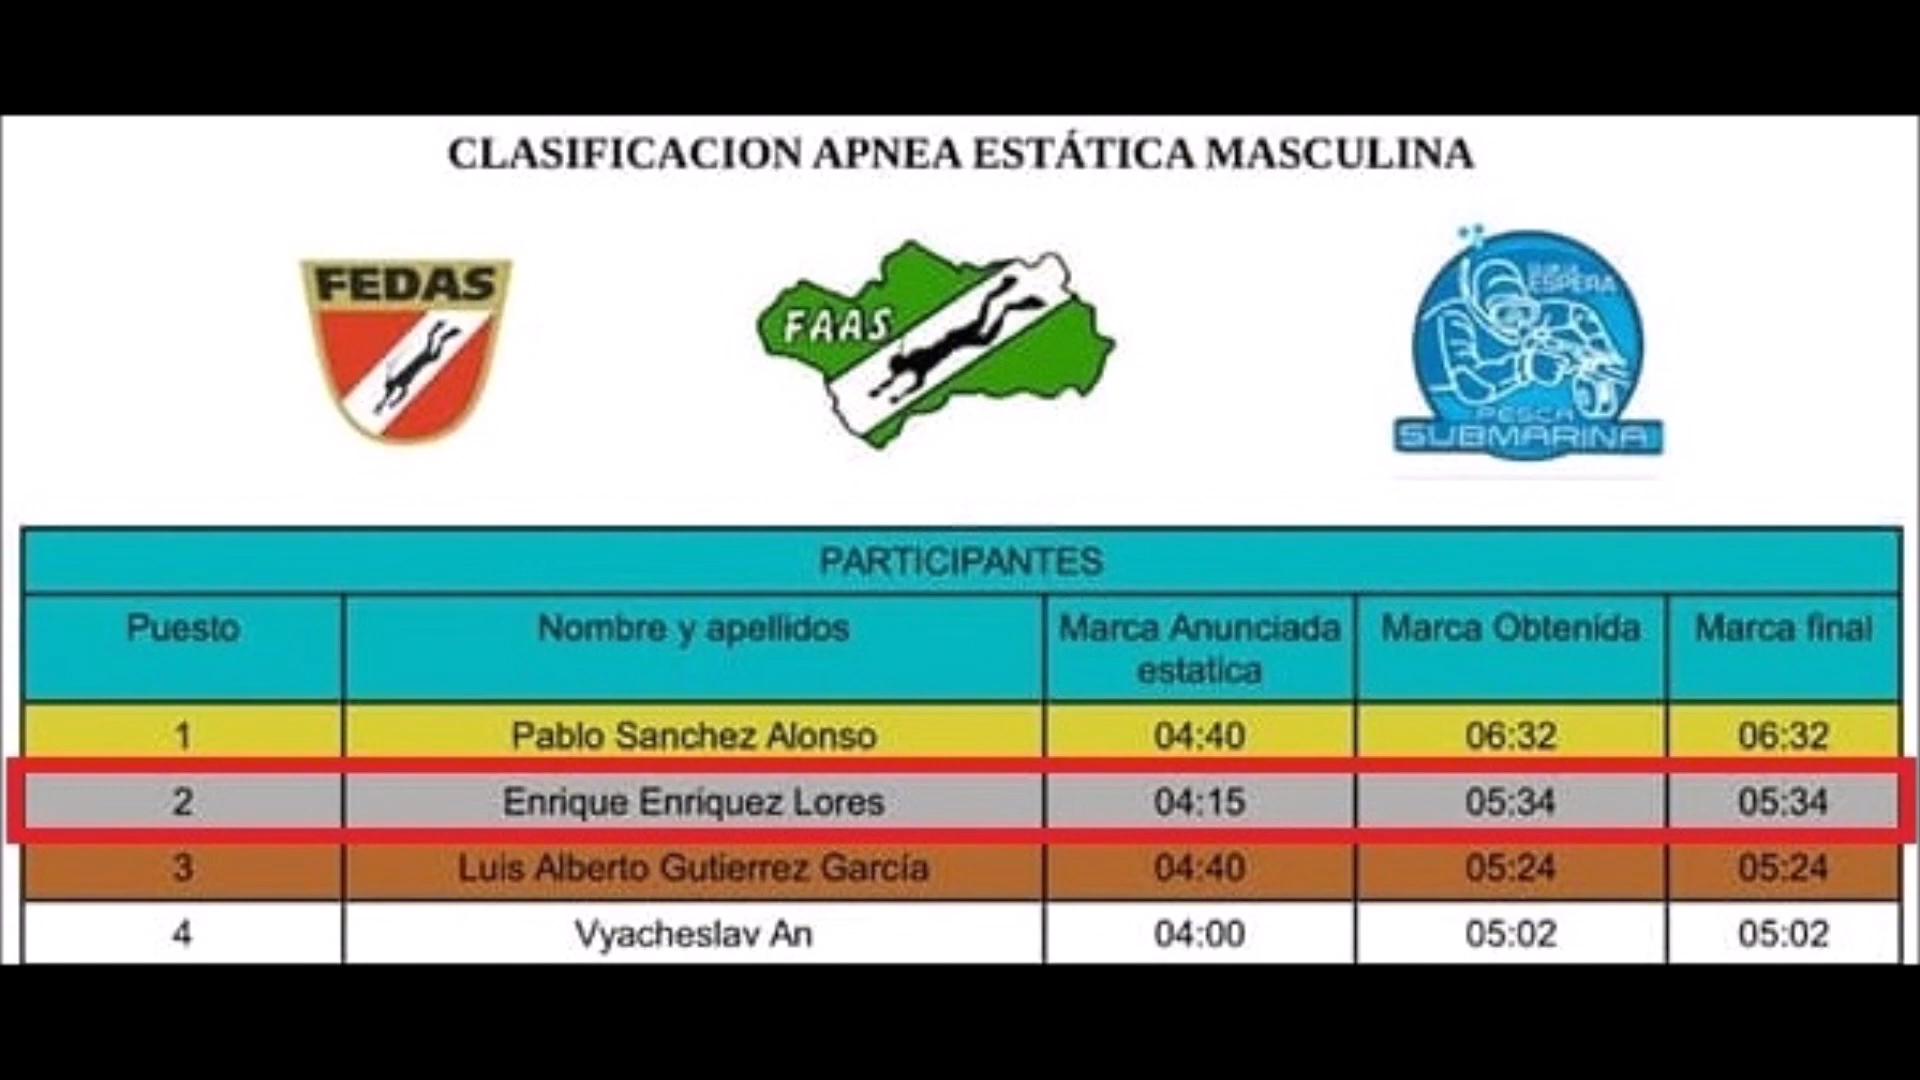 CLASIFICACION APNEA ESTÁTICA MASCULINA
FEDAS
FAAS
ESPERA
PESCA
SUBMARINA
PARTICIPANTES
Puesto Nombre y apellidos Marca Anunciada estatica Marca Obtenida Marca final
1 Pablo Sanchez Alonso 04:40 06:32 06:32
2 Enrique Enríquez Lores 04:15 05:34 05:34
3 Luis Alberto Gutierrez García 04:40 05:24 05:24
4 Vyacheslav An 04:00 05:02 05:02